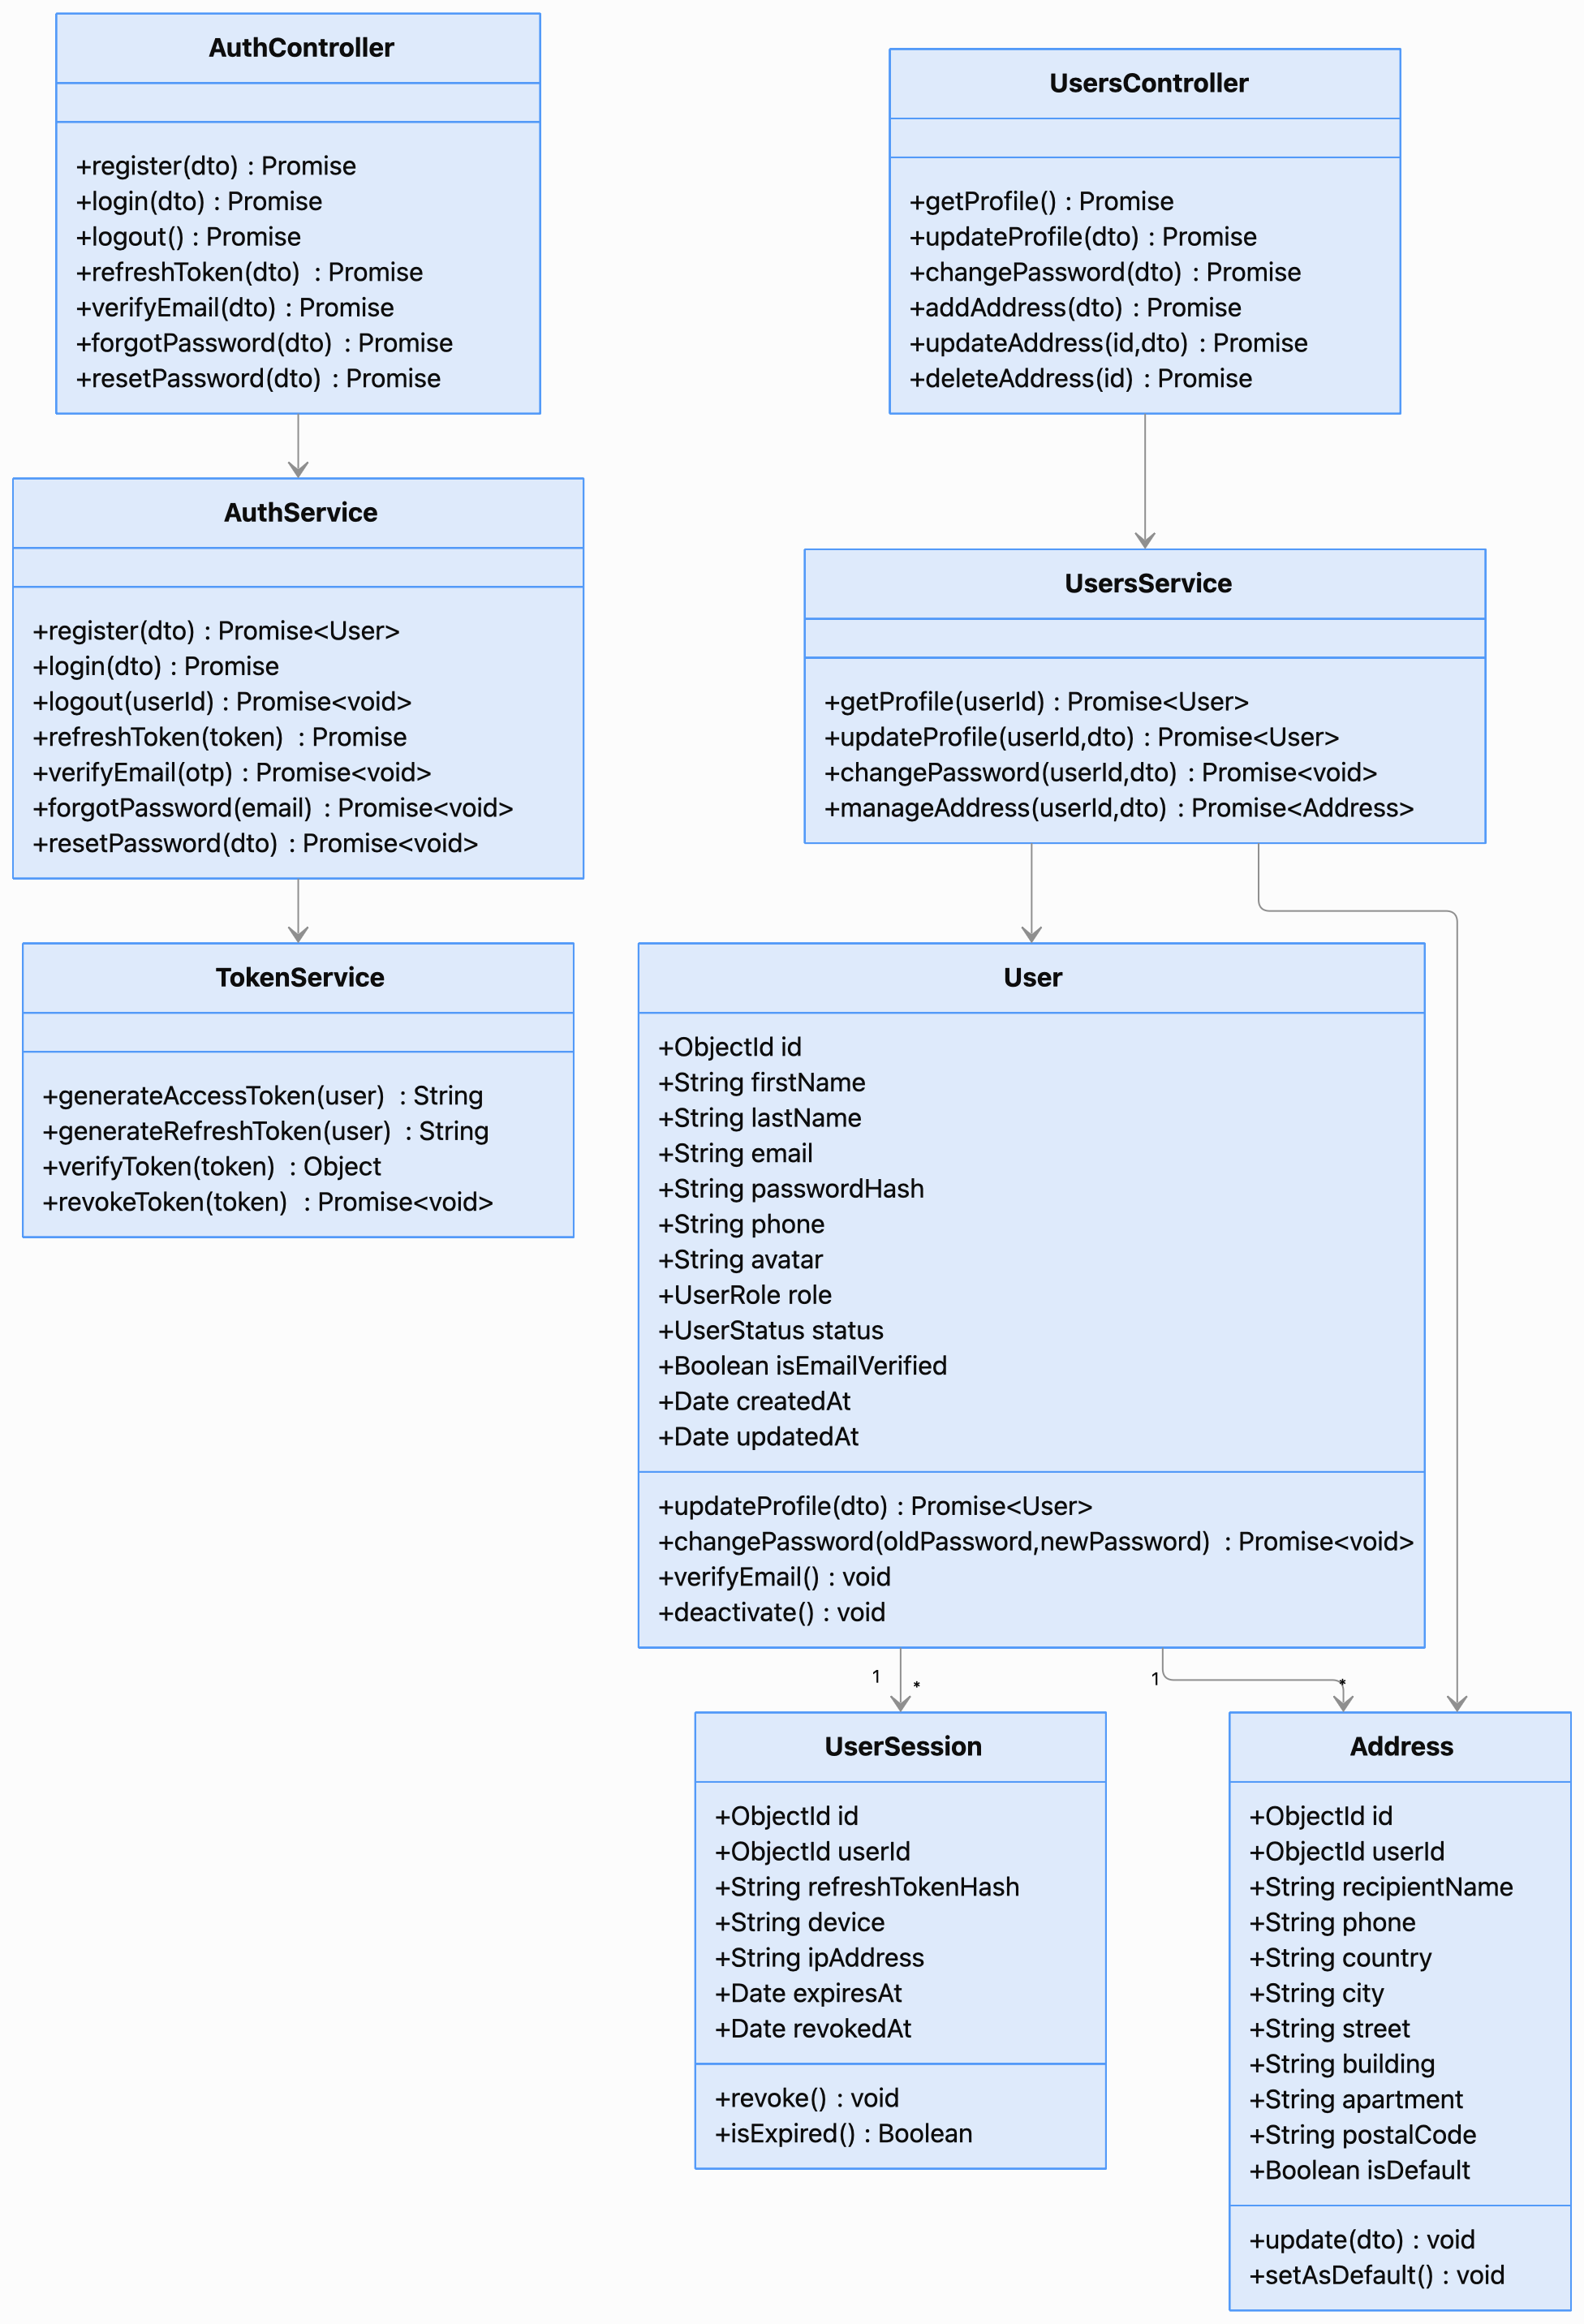 AuthController
+register(dto) : Promise
+login(dto) : Promise
+logout() : Promise
+refreshToken(dto) : Promise
+verifyEmail(dto) : Promise
+forgotPassword(dto) : Promise
+resetPassword(dto) : Promise
UsersController
+getProfile() : Promise
+updateProfile(dto) : Promise
+changePassword(dto) : Promise
+addAddress(dto) : Promise
+updateAddress(id,dto) : Promise
+deleteAddress(id) : Promise
AuthService
+register(dto) : Promise<User>
+login(dto) : Promise
+logout(userId) : Promise<void>
+refreshToken(token) : Promise
+verifyEmail(otp) : Promise<void>
+forgotPassword(email) : Promise<void>
+resetPassword(dto) : Promise<void>
UsersService
+getProfile(userId) : Promise<User>
+updateProfile(userId,dto) : Promise<User>
+changePassword(userId,dto) : Promise<void>
+manageAddress(userId,dto) : Promise<Address>
TokenService
+generateAccessToken(user) : String
+generateRefreshToken(user) : String
+verifyToken(token) : Object
+revokeToken(token) : Promise<void>
User
+ObjectId id
+String firstName
+String lastName
+String email
+String passwordHash
+String phone
+String avatar
+UserRole role
+UserStatus status
+Boolean isEmailVerified
+Date createdAt
+Date updatedAt
+updateProfile(dto) : Promise<User>
+changePassword(oldPassword,newPassword) : Promise<void>
+verifyEmail() : void
+deactivate() : void
1
*
1
*
UserSession
+ObjectId id
+ObjectId userId
+String refreshTokenHash
+String device
+String ipAddress
+Date expiresAt
+Date revokedAt
+revoke() : void
+isExpired() : Boolean
Address
+ObjectId id
+ObjectId userId
+String recipientName
+String phone
+String country
+String city
+String street
+String building
+String apartment
+String postalCode
+Boolean isDefault
+update(dto) : void
+setAsDefault() : void